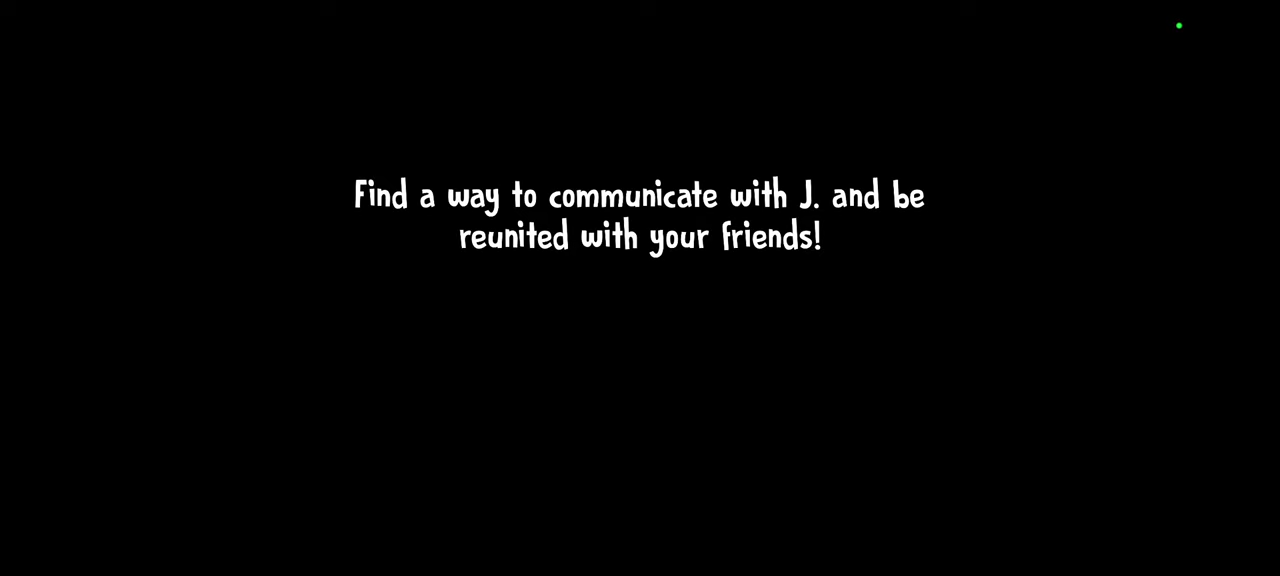 Find a way to communicate with J. and be
reunited with your friends!